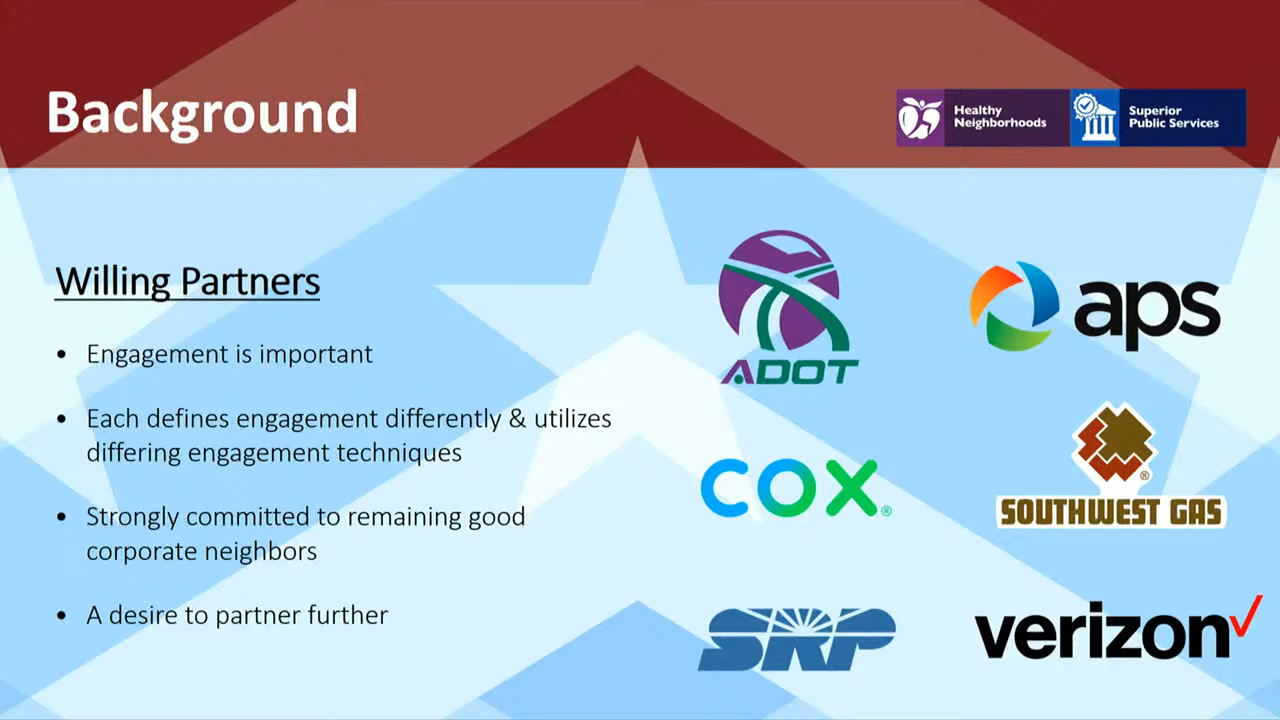 Background
Healthy
Neighborhoods
Superior
Public Services
Willing Partners
• Engagement is important
• Each defines engagement differently & utilizes
differing engagement techniques
• Strongly committed to remaining good
corporate neighbors
• A desire to partner further
ADOT
aps
COX®
®
SOUTHWEST GAS
SRP
verizon